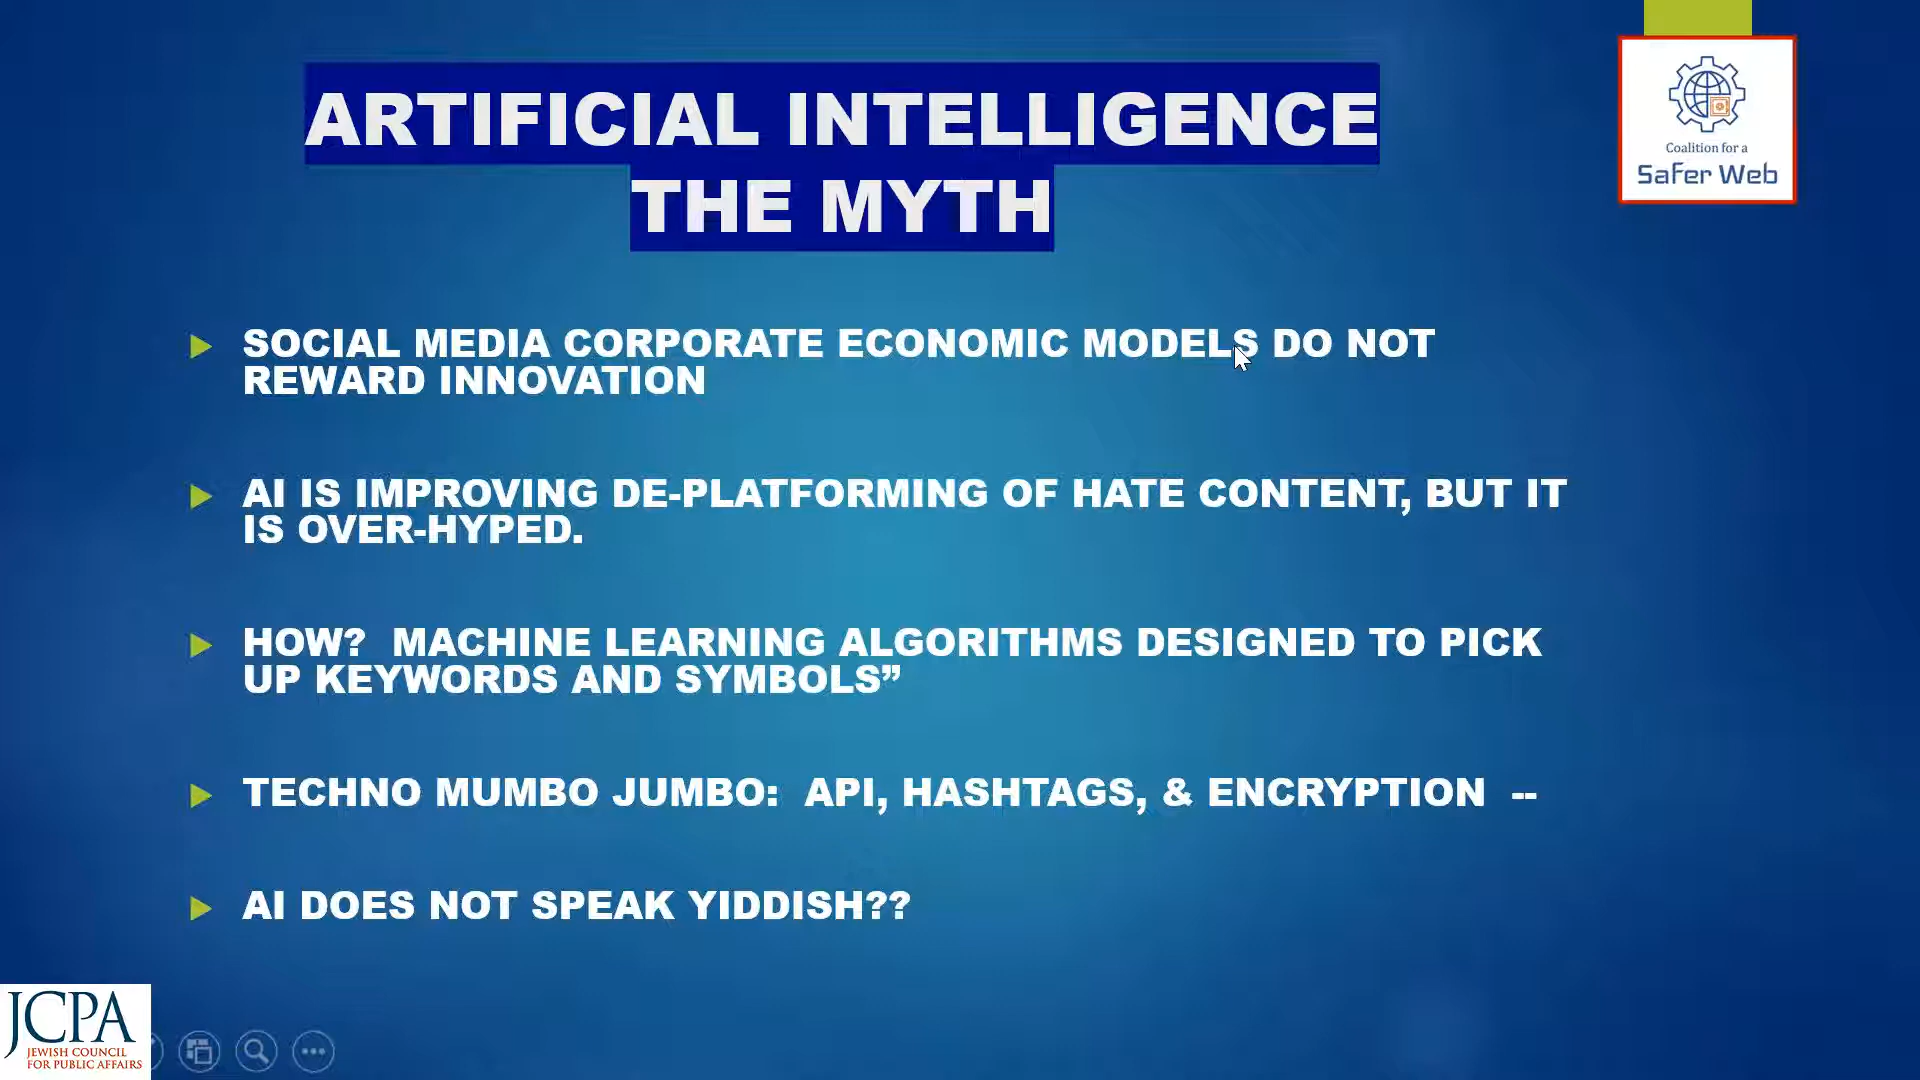 ARTIFICIAL INTELLIGENCE
THE MYTH
Coalition for a
Safer Web
SOCIAL MEDIA CORPORATE ECONOMIC MODELS DO NOT
REWARD INNOVATION
AI IS IMPROVING DE-PLATFORMING OF HATE CONTENT, BUT IT
IS OVER-HYPED.
HOW?  MACHINE LEARNING ALGORITHMS DESIGNED TO PICK
UP KEYWORDS AND SYMBOLS”
TECHNO MUMBO JUMBO:  API, HASHTAGS, & ENCRYPTION  --
AI DOES NOT SPEAK YIDDISH??
JCPA
JEWISH COUNCIL
FOR PUBLIC AFFAIRS